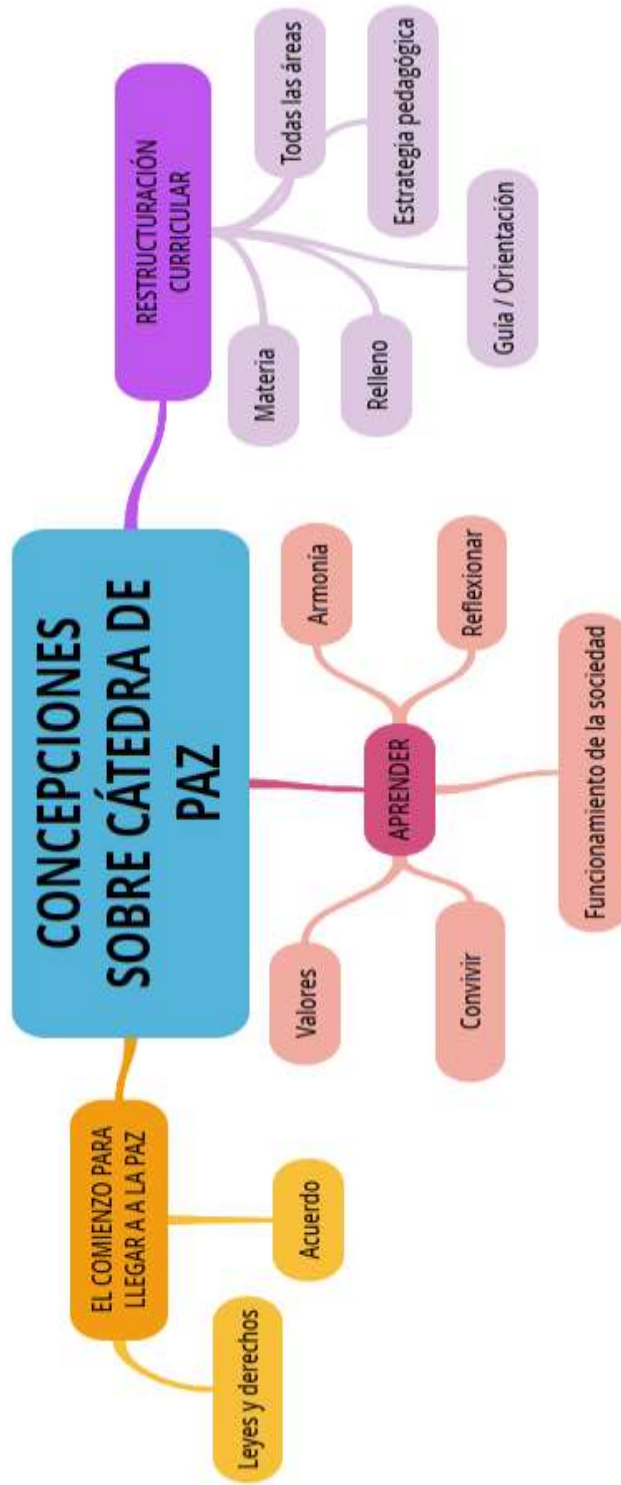 CONCEPCIONES
SOBRE CÁTEDRA DE
PAZ
EL COMIENZO PARA
LLEGAR A A LA PAZ
Leyes y derechos
Acuerdo
APRENDER
Valores
Armonia
Convivir
Reflexionar
Funcionamiento de la sociedad
RESTRUCTURACIÓN
CURRICULAR
Materia
Todas las áreas
Relleno
Estrategia pedagógica
Guia / Orientación